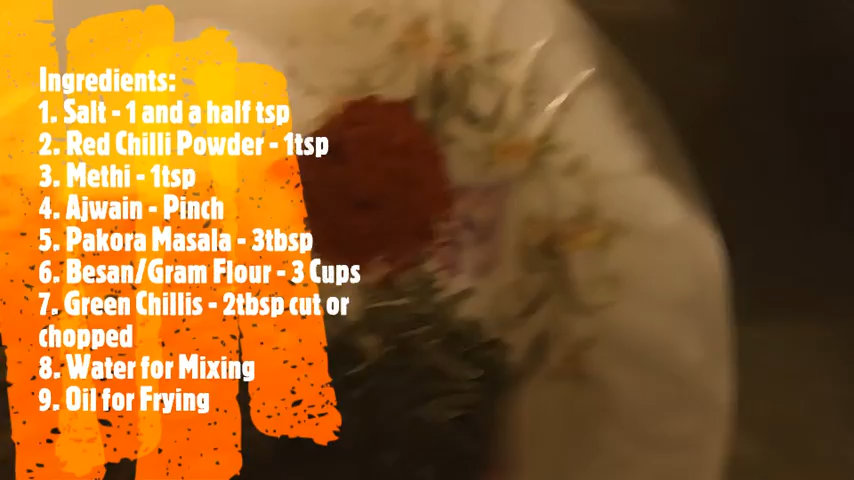 Ingredients:
1. Salt - 1 and a half tsp
2. Red Chilli Powder - 1tsp
3. Methi - 1tsp
4. Ajwain - Pinch
5. Pakora Masala - 3tbsp
6. Besan/Gram Flour - 3 Cups
7. Green Chillis - 2tbsp cut or
chopped
8. Water for Mixing
9. Oil for Frying